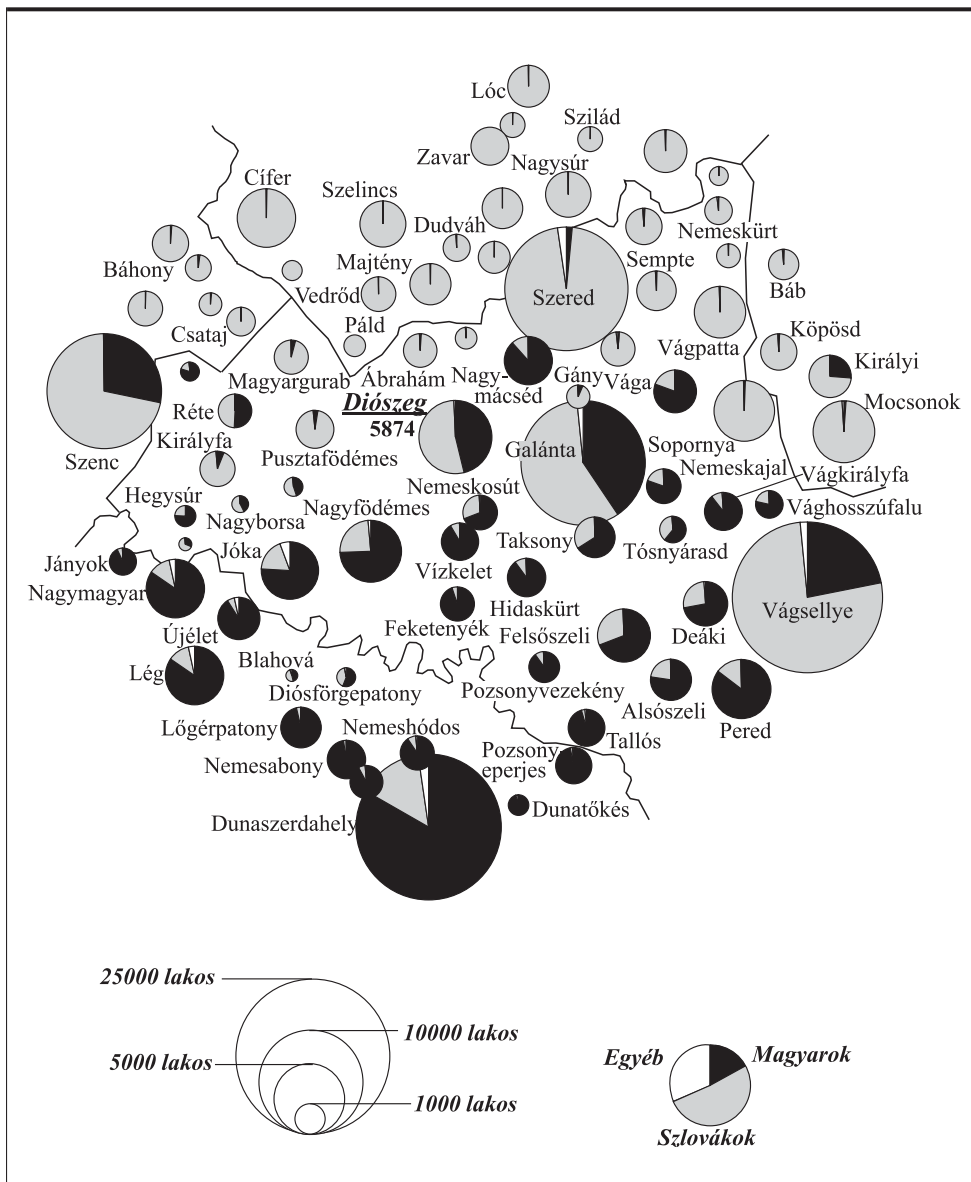 Lóc
Szilád
Zavar
Nagysúr
Cífer
Szelincs
Dudváh
Nemeskürt
Báhony
Majtény
Sempte
Báb
Vedrőd
Szered
Csataj
Páld
Köpösd
Vágpatta
Királyi
Magyargurab
Ábrahám
Nagy-
mácséd
Gány
Vága
Mocsonok
Diószeg
5874
Réte
Királyfa
Pusztafödémes
Galánta
Sopornya
Szenc
Nemeskajal
Vágkirályfa
Nemeskosút
Hegysúr
Nagyborsa
Nagyfödémes
Vághosszúfalu
Jóka
Taksony
Tósnyárasd
Jányok
Vízkelet
Nagymagyar
Hidaskürt
Vágsellye
Feketenyék
Felsőszeli
Deáki
Újélet
Blahová
Lég
Diósförgepatony
Pozsonyvezekény
Alsószeli
Lőgérpatony
Nemeshódos
Tallós
Pered
Nemesabony
Pozsony
eperjes
Dunaszerdahely
Dunatőkés
25000 lakos
10000 lakos
5000 lakos
1000 lakos
Egyéb
Magyarok
Szlovákok